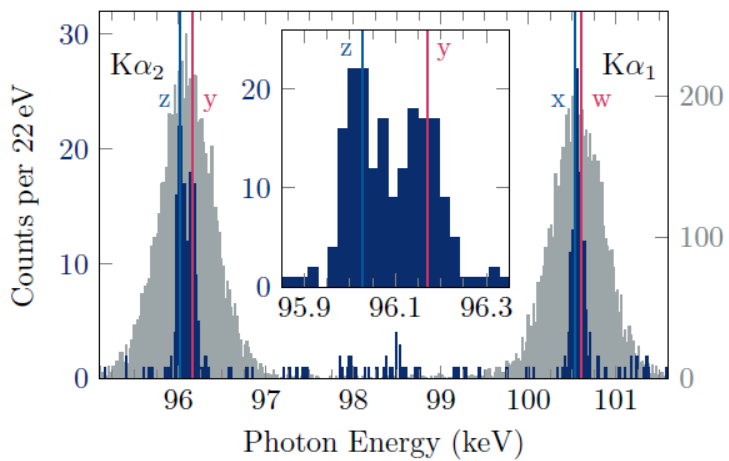 30
20
10
0
Counts per 22 eV
Kα2
z
y
z
y
20
10
0
95.9
96.1
96.3
Kα1
x
w
200
100
0
96
97
98
99
100
101
Photon Energy (keV)